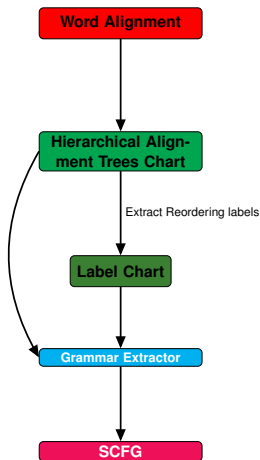 Word Alignment
Hierarchical Align-
ment Trees Chart
Extract Reordering labels
Label Chart
Grammar Extractor
SCFG